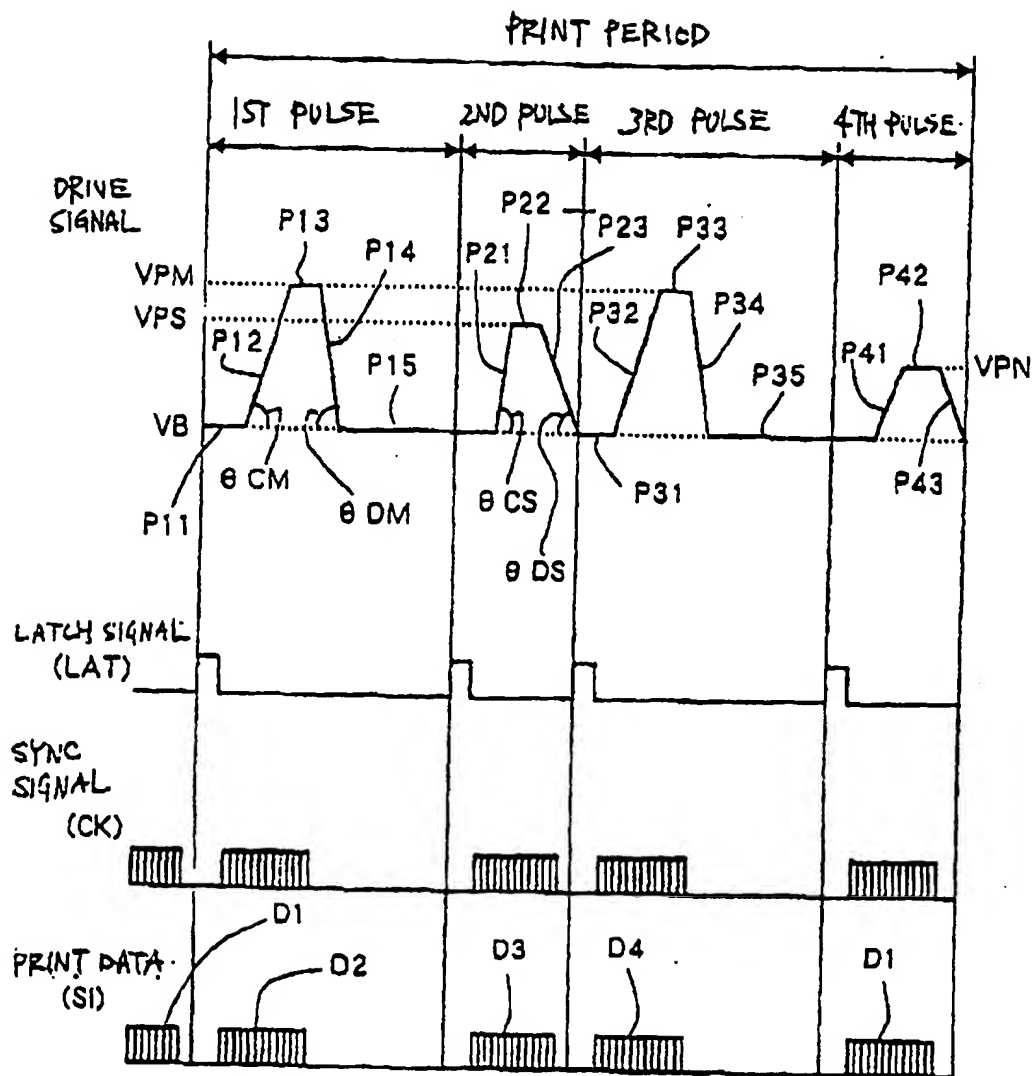 PRINT PERIOD
1ST PULSE
2ND PULSE
3RD PULSE
4TH PULSE.
DRIVE
SIGNAL
P13
P14
P22
P21
P23
P33
P42
VPM
VPS
P12
P15
P32
P34
P41
VPN
P35
VB
θ CM
θ DM
θ CS
θ DS
P11
P31
P43
LATCH SIGNAL
(LAT)
SYNC
SIGNAL
(CK)
D1
PRINT DATA.
(SI)
D2
D3
D4
D1